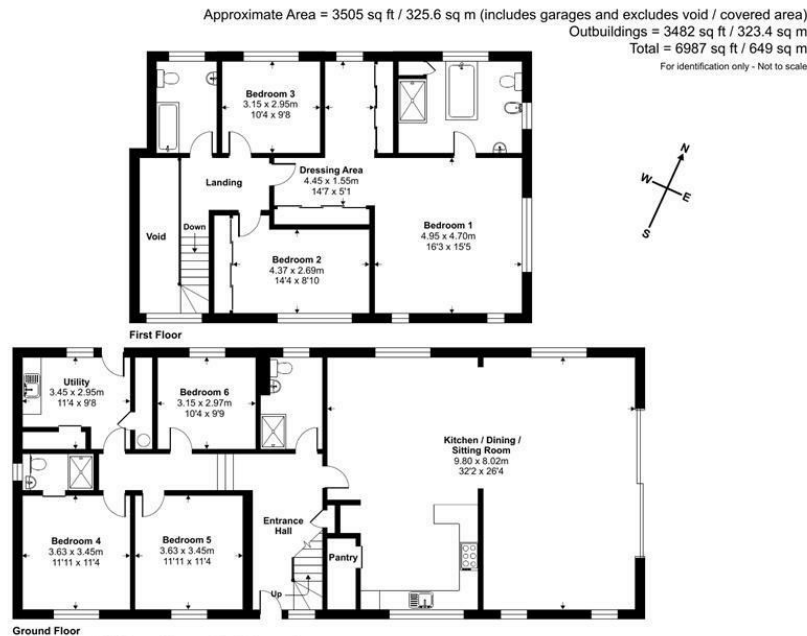 Approximate Area = 3505 sq ft / 325.6 sq m (includes garages and excludes void / covered area)
Outbuildings = 3482 sq ft / 323.4 sq m
Total = 6987 sq ft / 649 sq m
For identification only - Not to scale
Bedroom 3
3.15 x 2.95m
10'4 x 9'8
N
W
E
S
Landing
Dressing Area
4.45 x 1.55m
14'7 x 5'1
Void
Down
Bedroom 1
4.95 x 4.70m
16'3 x 15'5
Bedroom 2
4.37 x 2.69m
14'4 x 8'10
First Floor
Utility
3.45 x 2.95m
11'4 x 9'8
Bedroom 6
3.15 x 2.97m
10'4 x 9'9
Kitchen / Dining /
Sitting Room
9.80 x 8.02m
32'2 x 26'4
Bedroom 4
3.63 x 3.45m
11'11 x 11'4
Bedroom 5
3.63 x 3.45m
11'11 x 11'4
Entrance
Hall
Pantry
Up
Ground Floor